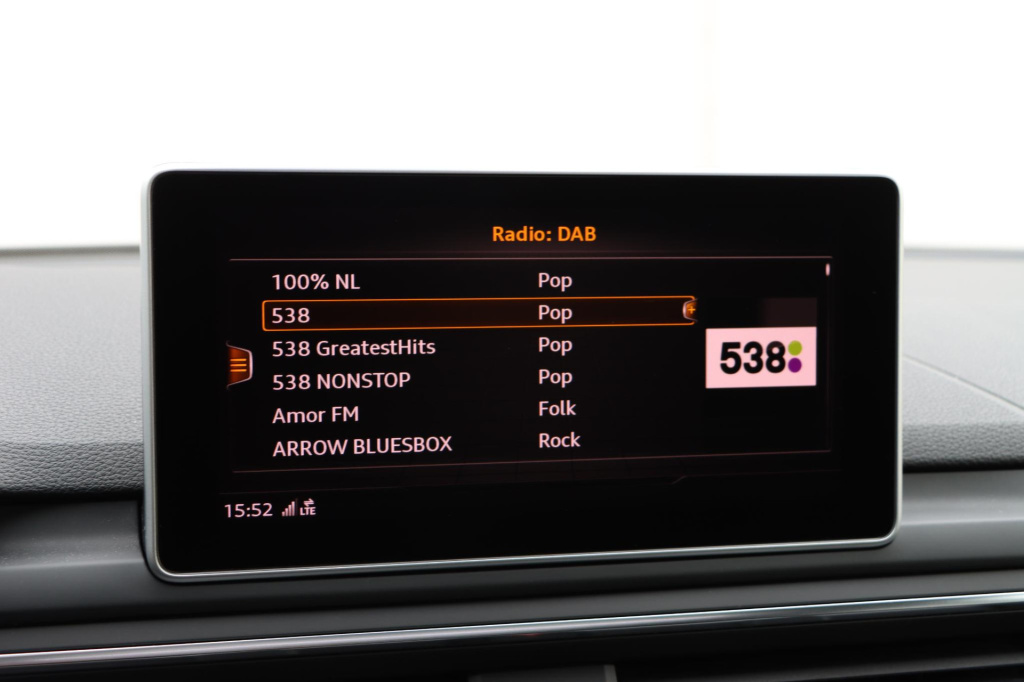 Radio: DAB
100% NL Pop
538 Pop
538 GreatestHits Pop
538:
538 NONSTOP Pop
Amor FM Folk
ARROW BLUESBOX Rock
15:52 LTE